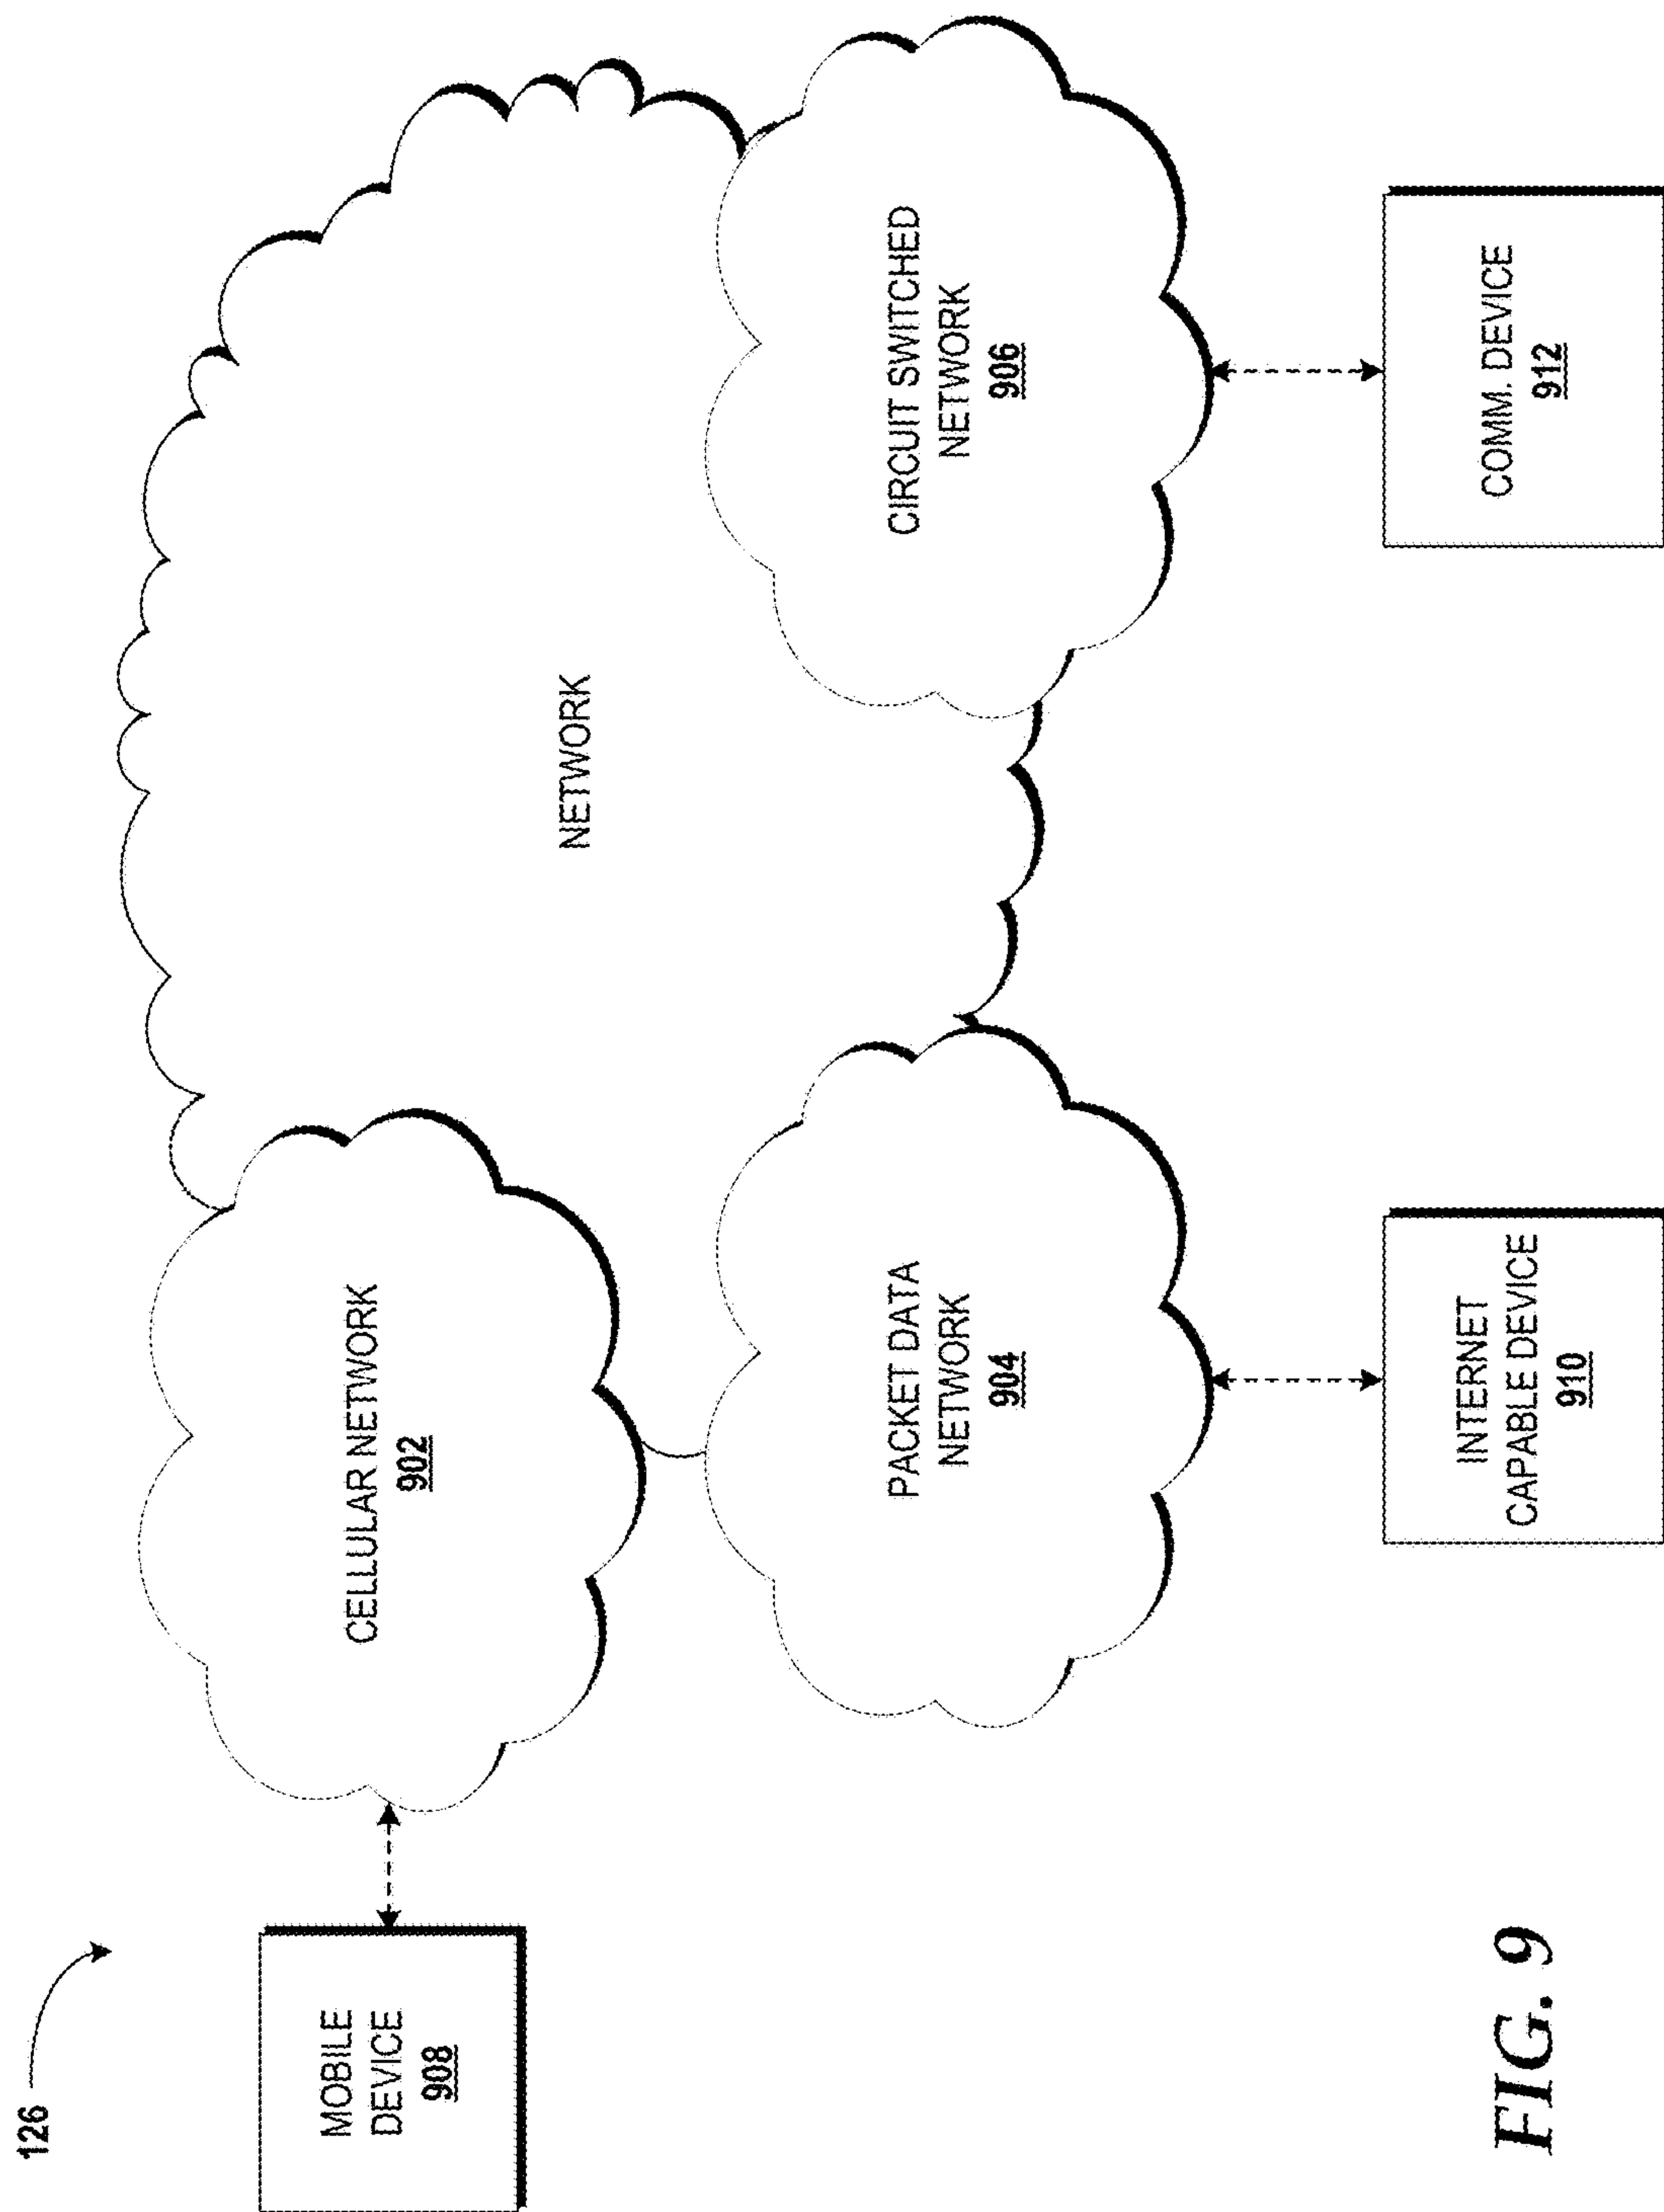 126
MOBILE
DEVICE
908
CELLULAR NETWORK
902
NETWORK
PACKET DATA
NETWORK
904
CIRCUIT SWITCHED
NETWORK
906
INTERNET
CAPABLE DEVICE
910
COMM. DEVICE
912
FIG. 9